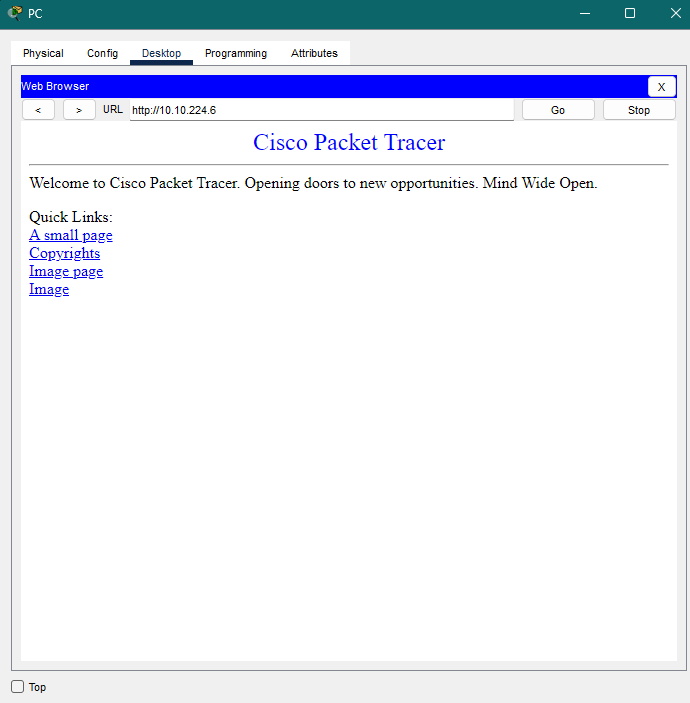 PC
Physical Config Desktop Programming Attributes
Web Browser X
< > URL http://10.10.224.6 Go Stop
Cisco Packet Tracer
Welcome to Cisco Packet Tracer. Opening doors to new opportunities. Mind Wide Open.
Quick Links:
A small page
Copyrights
Image page
Image
Top